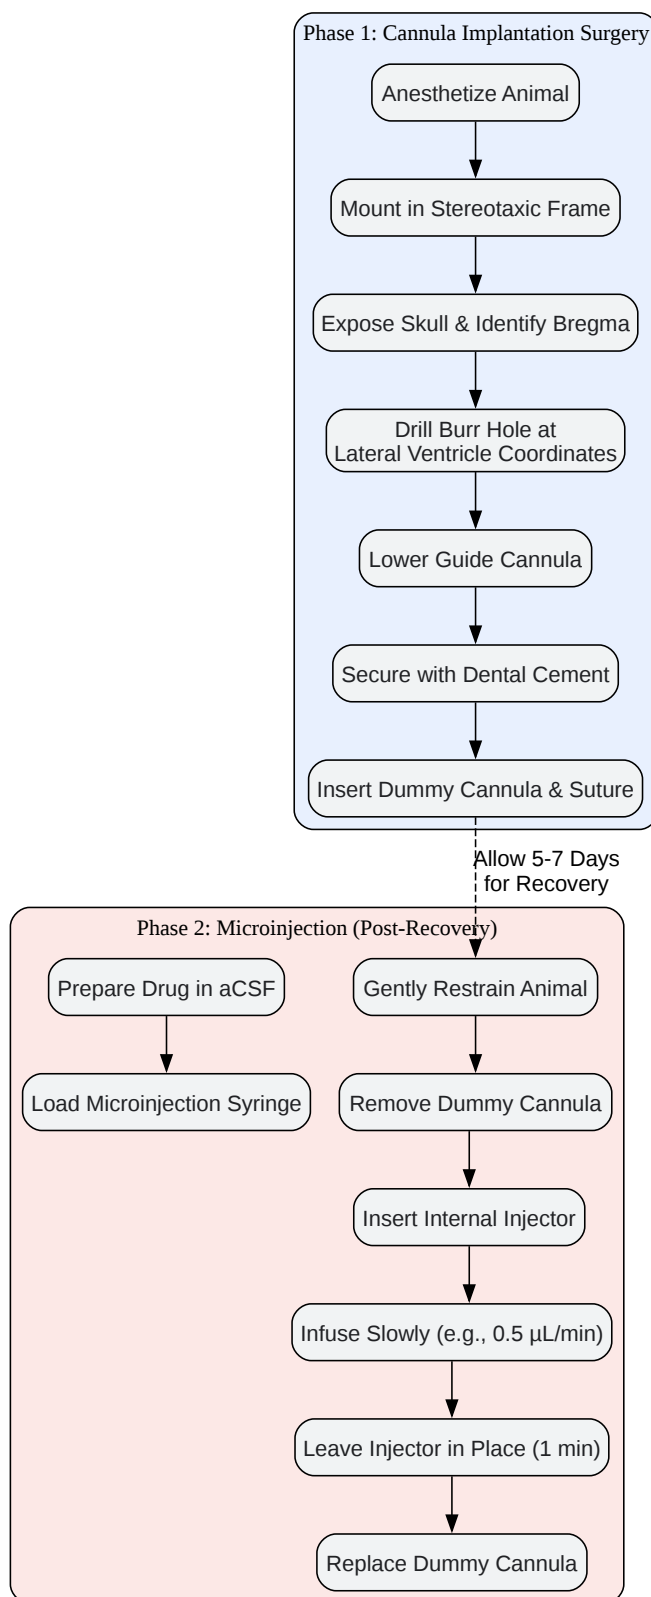 Phase 1: Cannula Implantation Surgery
Anesthetize Animal
Mount in Stereotaxic Frame
Expose Skull & Identify Bregma
Drill Burr Hole at
Lateral Ventricle Coordinates
Lower Guide Cannula
Secure with Dental Cement
Insert Dummy Cannula & Suture
Allow 5-7 Days
for Recovery
Phase 2: Microinjection (Post-Recovery)
Prepare Drug in aCSF
Load Microinjection Syringe
Gently Restrain Animal
Remove Dummy Cannula
Insert Internal Injector
Infuse Slowly (e.g., 0.5 µL/min)
Leave Injector in Place (1 min)
Replace Dummy Cannula